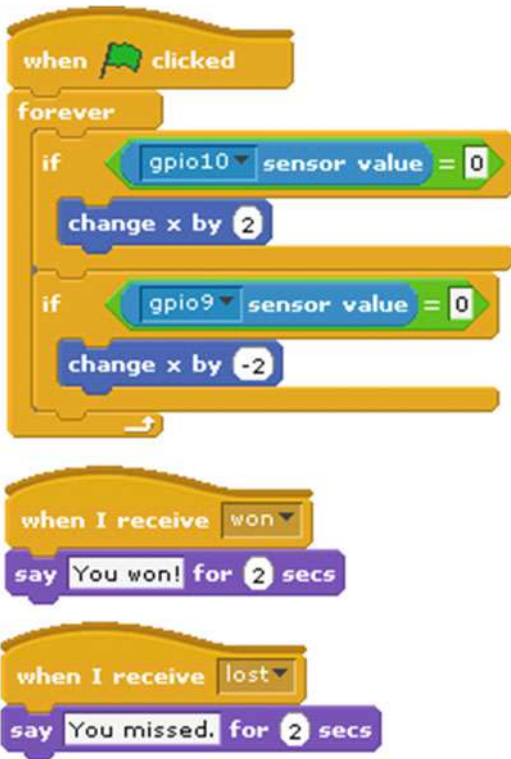 when clicked
forever
if gpio10 sensor value = 0
change x by 2
if gpio9 sensor value = 0
change x by -2
when I receive won
say You won! for 2 secs
when I receive lost
say You missed. for 2 secs